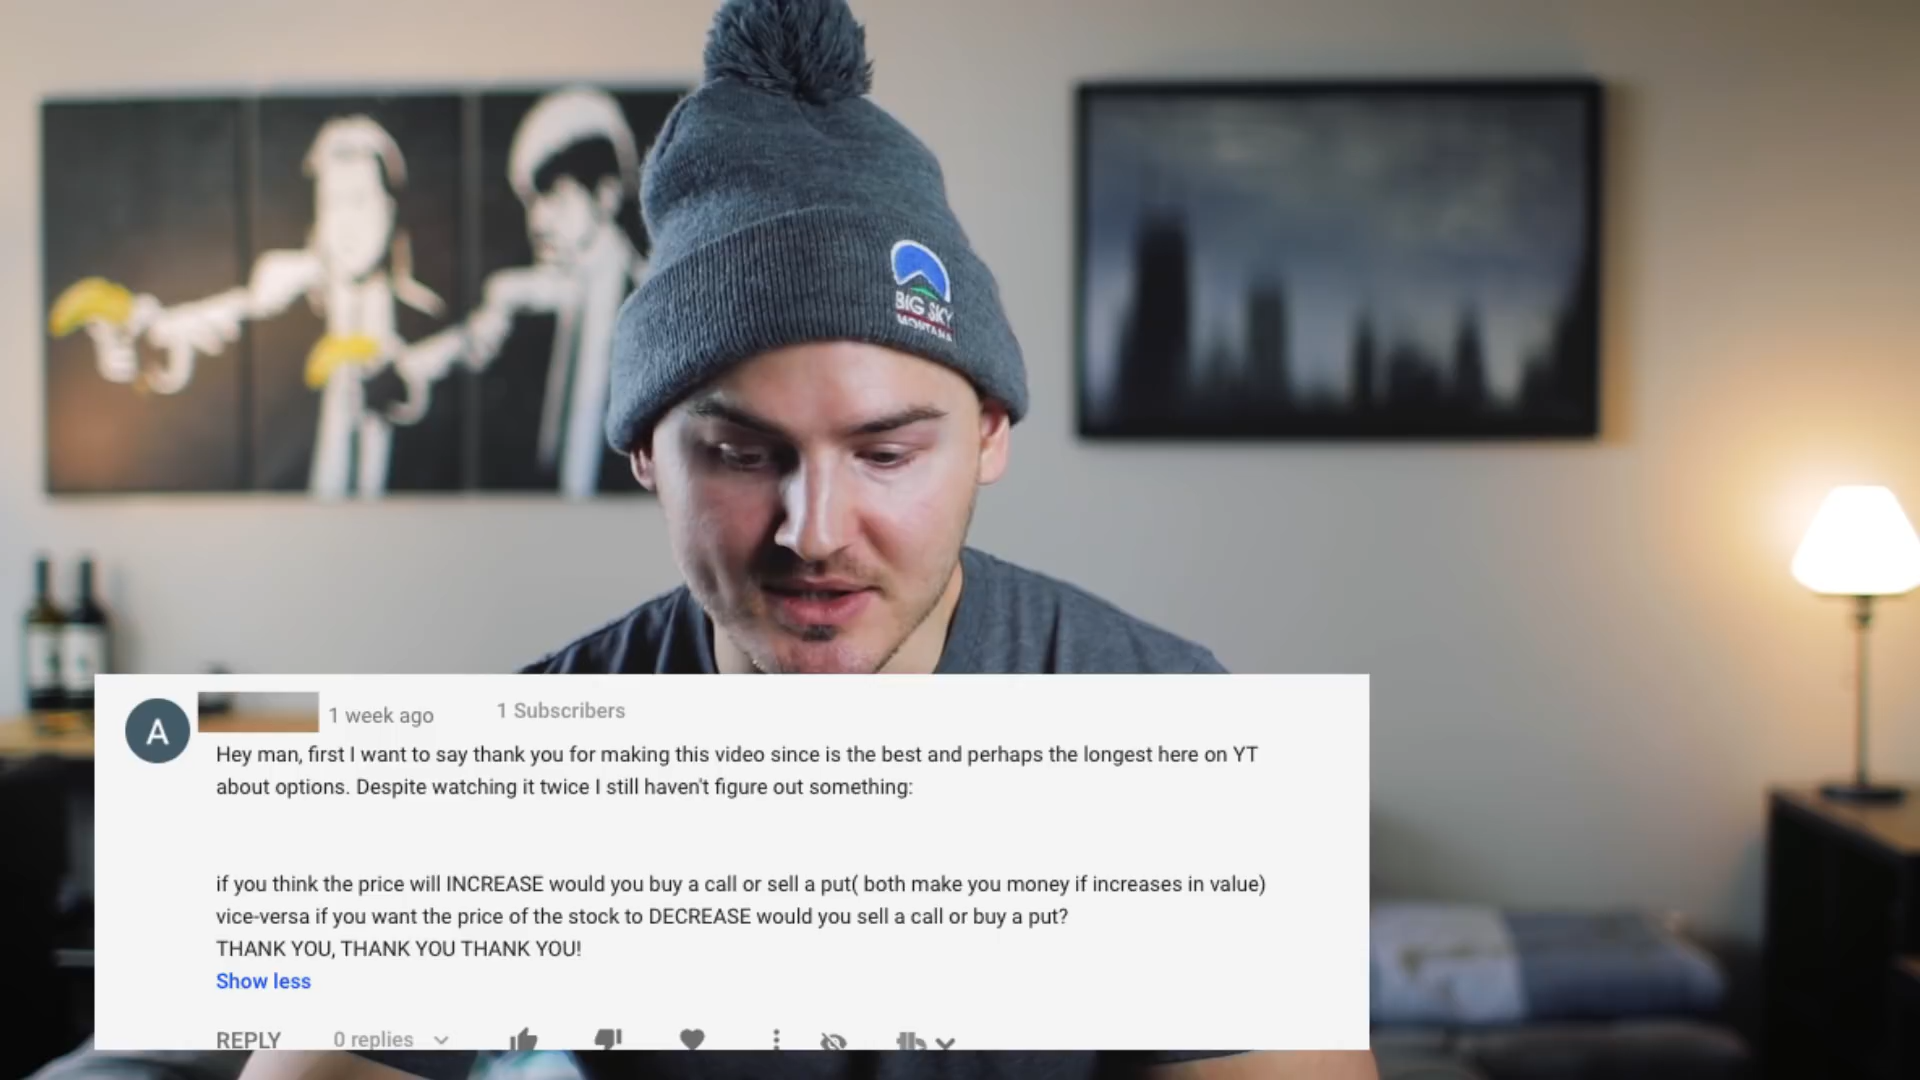 BIG SKY
MONTANA
A
1 week ago
1 Subscribers
Hey man, first I want to say thank you for making this video since is the best and perhaps the longest here on YT
about options. Despite watching it twice I still haven't figure out something:
if you think the price will INCREASE would you buy a call or sell a put( both make you money if increases in value)
vice-versa if you want the price of the stock to DECREASE would you sell a call or buy a put?
THANK YOU, THANK YOU THANK YOU!
Show less
REPLY
0 replies